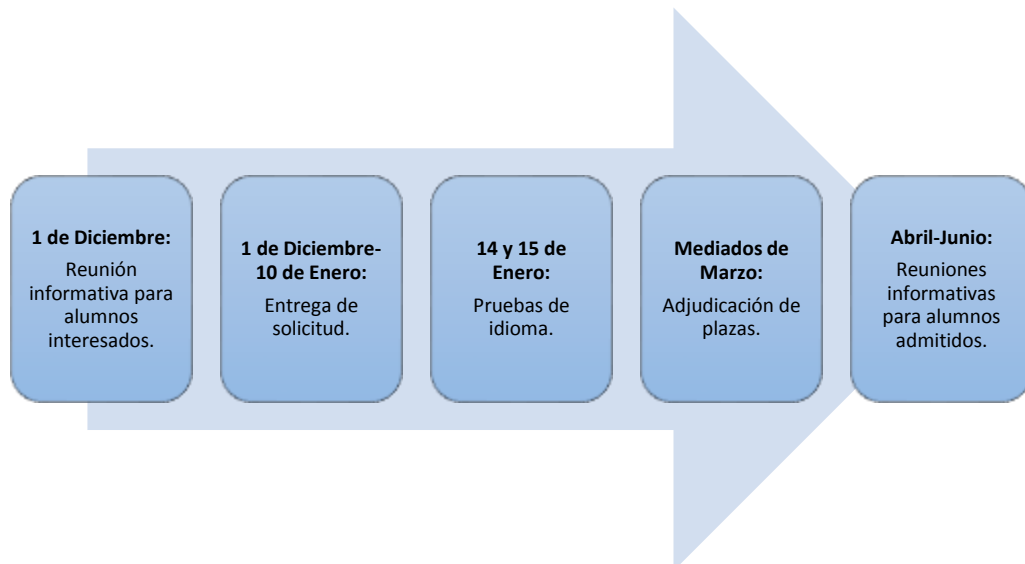 1 de Diciembre:
Reunión
informativa para
alumnos
interesados.
1 de Diciembre-
10 de Enero:
Entrega de
solicitud.
14 y 15 de
Enero:
Pruebas de
idioma.
Mediados de
Marzo:
Adjudicación de
plazas.
Abril-Junio:
Reuniones
informativas
para alumnos
admitidos.